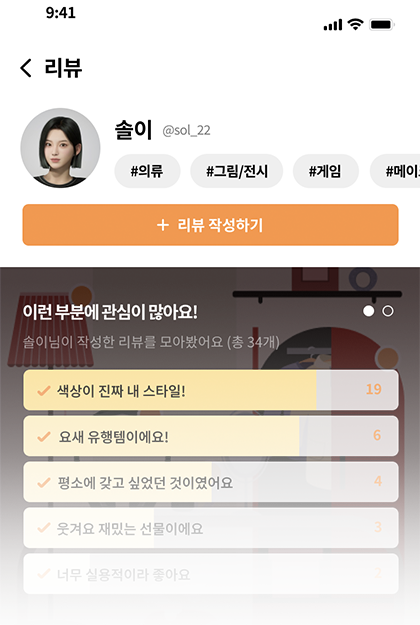 9:41
리뷰
솔이 @sol_22
#의류 #그림/전시 #게임 #메이
+ 리뷰 작성하기
이런 부분에 관심이 많아요!
솔이님이 작성한 리뷰를 모아봤어요 (총 34개)
색상이 진짜 내 스타일! 19
요새 유행템이에요! 6
평소에 갖고 싶었던 것이였어요 4
웃겨요 재밌는 선물이에요 3
너무 실용적이라 좋아요 2